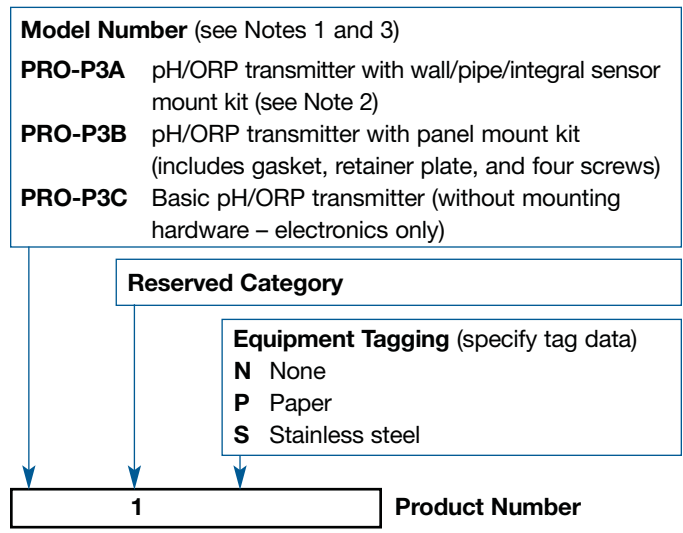 Model Number (see Notes 1 and 3)
PRO-P3A pH/ORP transmitter with wall/pipe/integral sensor
mount kit (see Note 2)
PRO-P3B pH/ORP transmitter with panel mount kit
(includes gasket, retainer plate, and four screws)
PRO-P3C Basic pH/ORP transmitter (without mounting
hardware – electronics only)
Reserved Category
Equipment Tagging (specify tag data)
N None
P Paper
S Stainless steel
1 Product Number